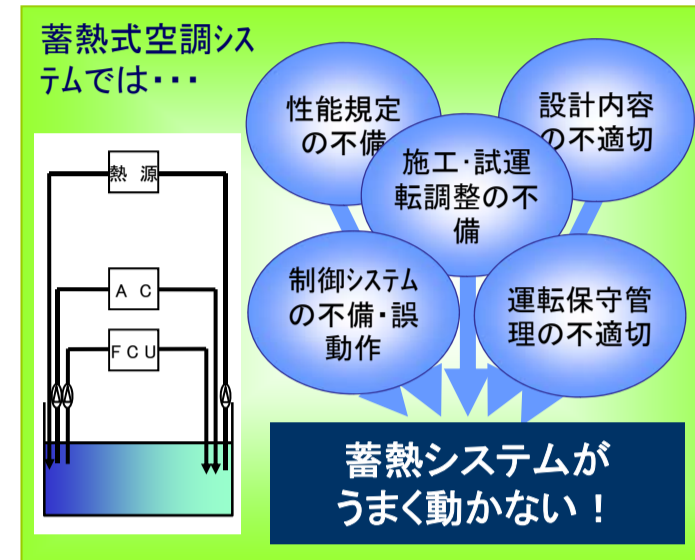 蓄熱式空調シス
テムでは・・・
熱 源
A C
F C U
性能規定
の不備
設計内容
の不適切
施工・試運
転調整の不
備
制御システム
の不備・誤
動作
運転保守管
理の不適切
蓄熱システムが
うまく動かない！